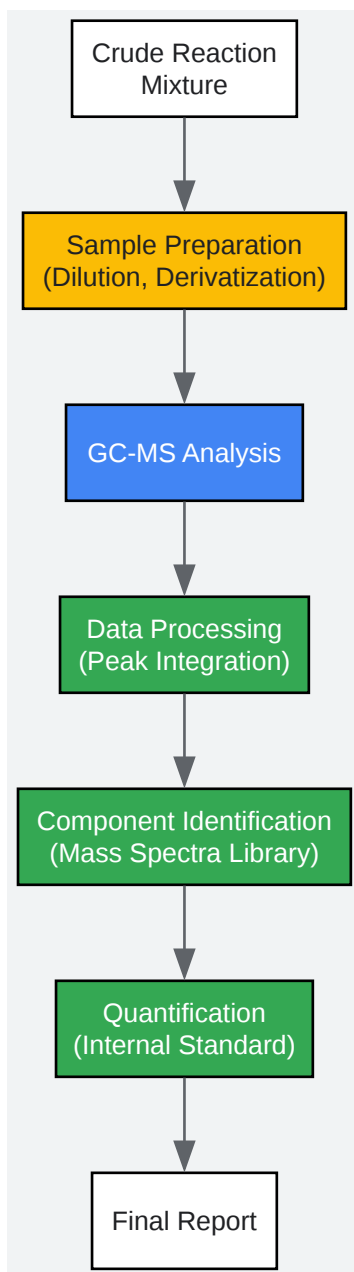 Crude Reaction
Mixture
Sample Preparation
(Dilution, Derivatization)
GC-MS Analysis
Data Processing
(Peak Integration)
Component Identification
(Mass Spectra Library)
Quantification
(Internal Standard)
Final Report